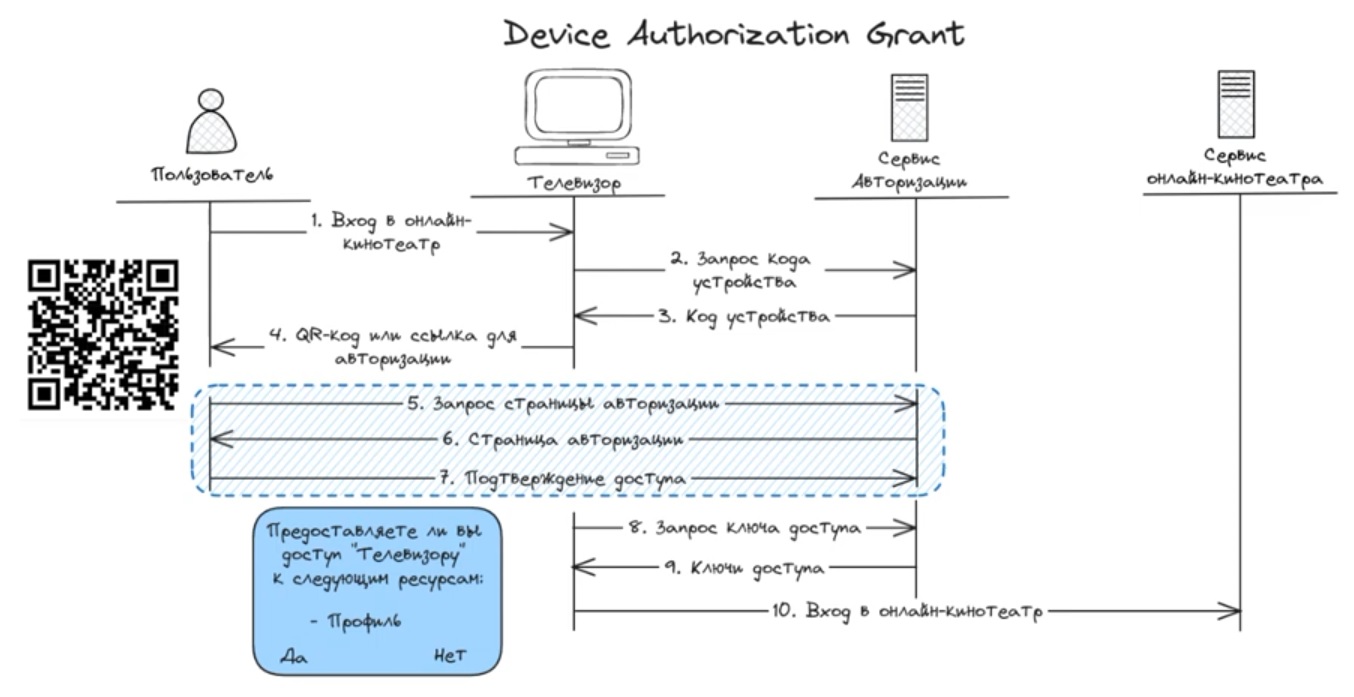 Device Authorization Grant
Пользователь
Телевизор
Сервис
Авторизации
Сервис
онлайн-кинотеатра
1. Вход в онлайн-
кинотеатр
2. Запрос кода
устройства
3. Код устройства
4. QR-код или ссылка для
авторизации
5. Запрос страницы авторизации
6. Страница авторизации
7. Подтверждение доступа
Предоставляете ли вы
доступ "Телевизору"
к следующим ресурсам:
- Профиль
Да Нет
8. Запрос ключа доступа
9. Ключи доступа
10. Вход в онлайн-кинотеатр